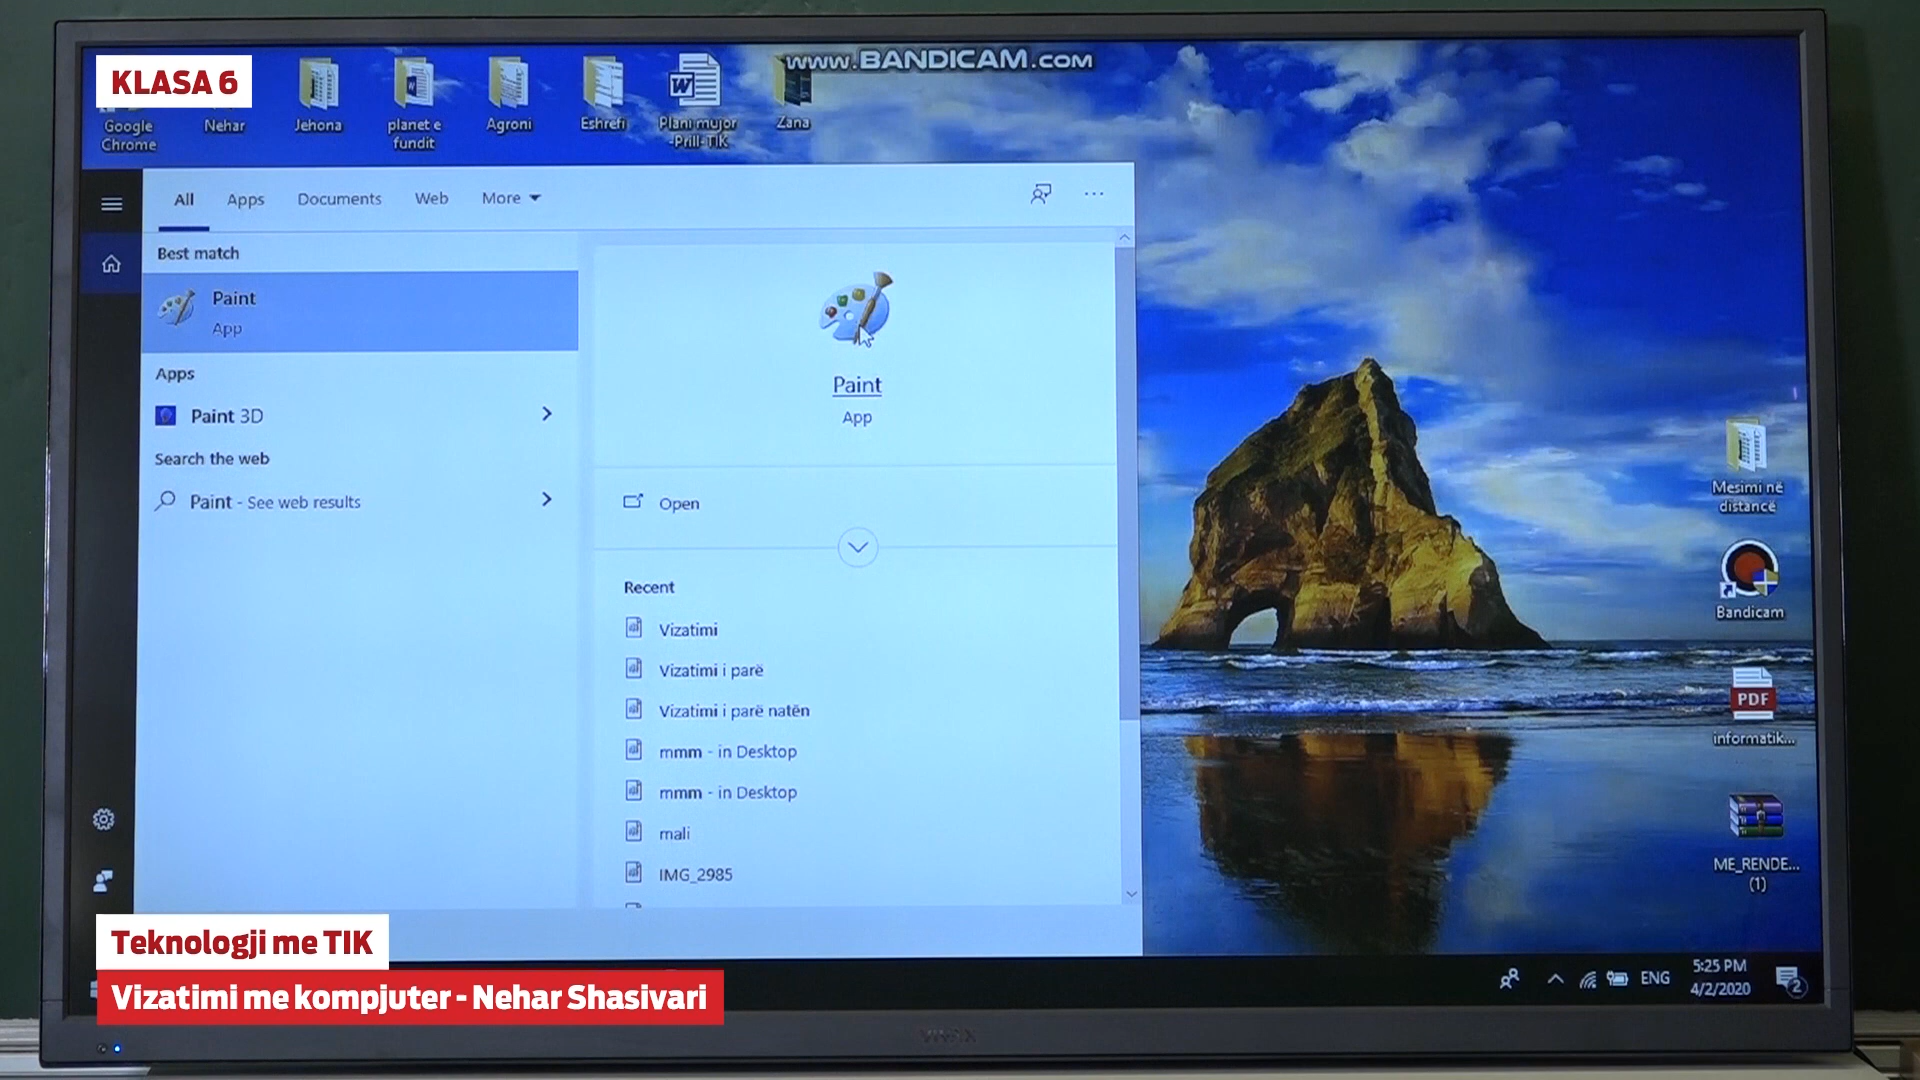 www.BANDICAM.com
KLASA 6
Google
Chrome
Nehar
Jehona
planet e
fundit
Agroni
Eshrefi
Plani mujor
-Prill-TIK
Zana
All
Apps
Documents
Web
More
Best match
Paint
App
Apps
Paint 3D
Search the web
Paint - See web results
Paint
App
Open
Recent
Vizatimi
Vizatimi i parë
Vizatimi i parë natën
mmm - in Desktop
mmm - in Desktop
mali
IMG_2985
Mesimi në
distancë
Bandicam
PDF
informatik...
ME_RENDE...
(1)
Teknologji me TIK
Vizatimi me kompjuter - Nehar Shasivari
ENG
5:25 PM
4/2/2020
2
VIVAX